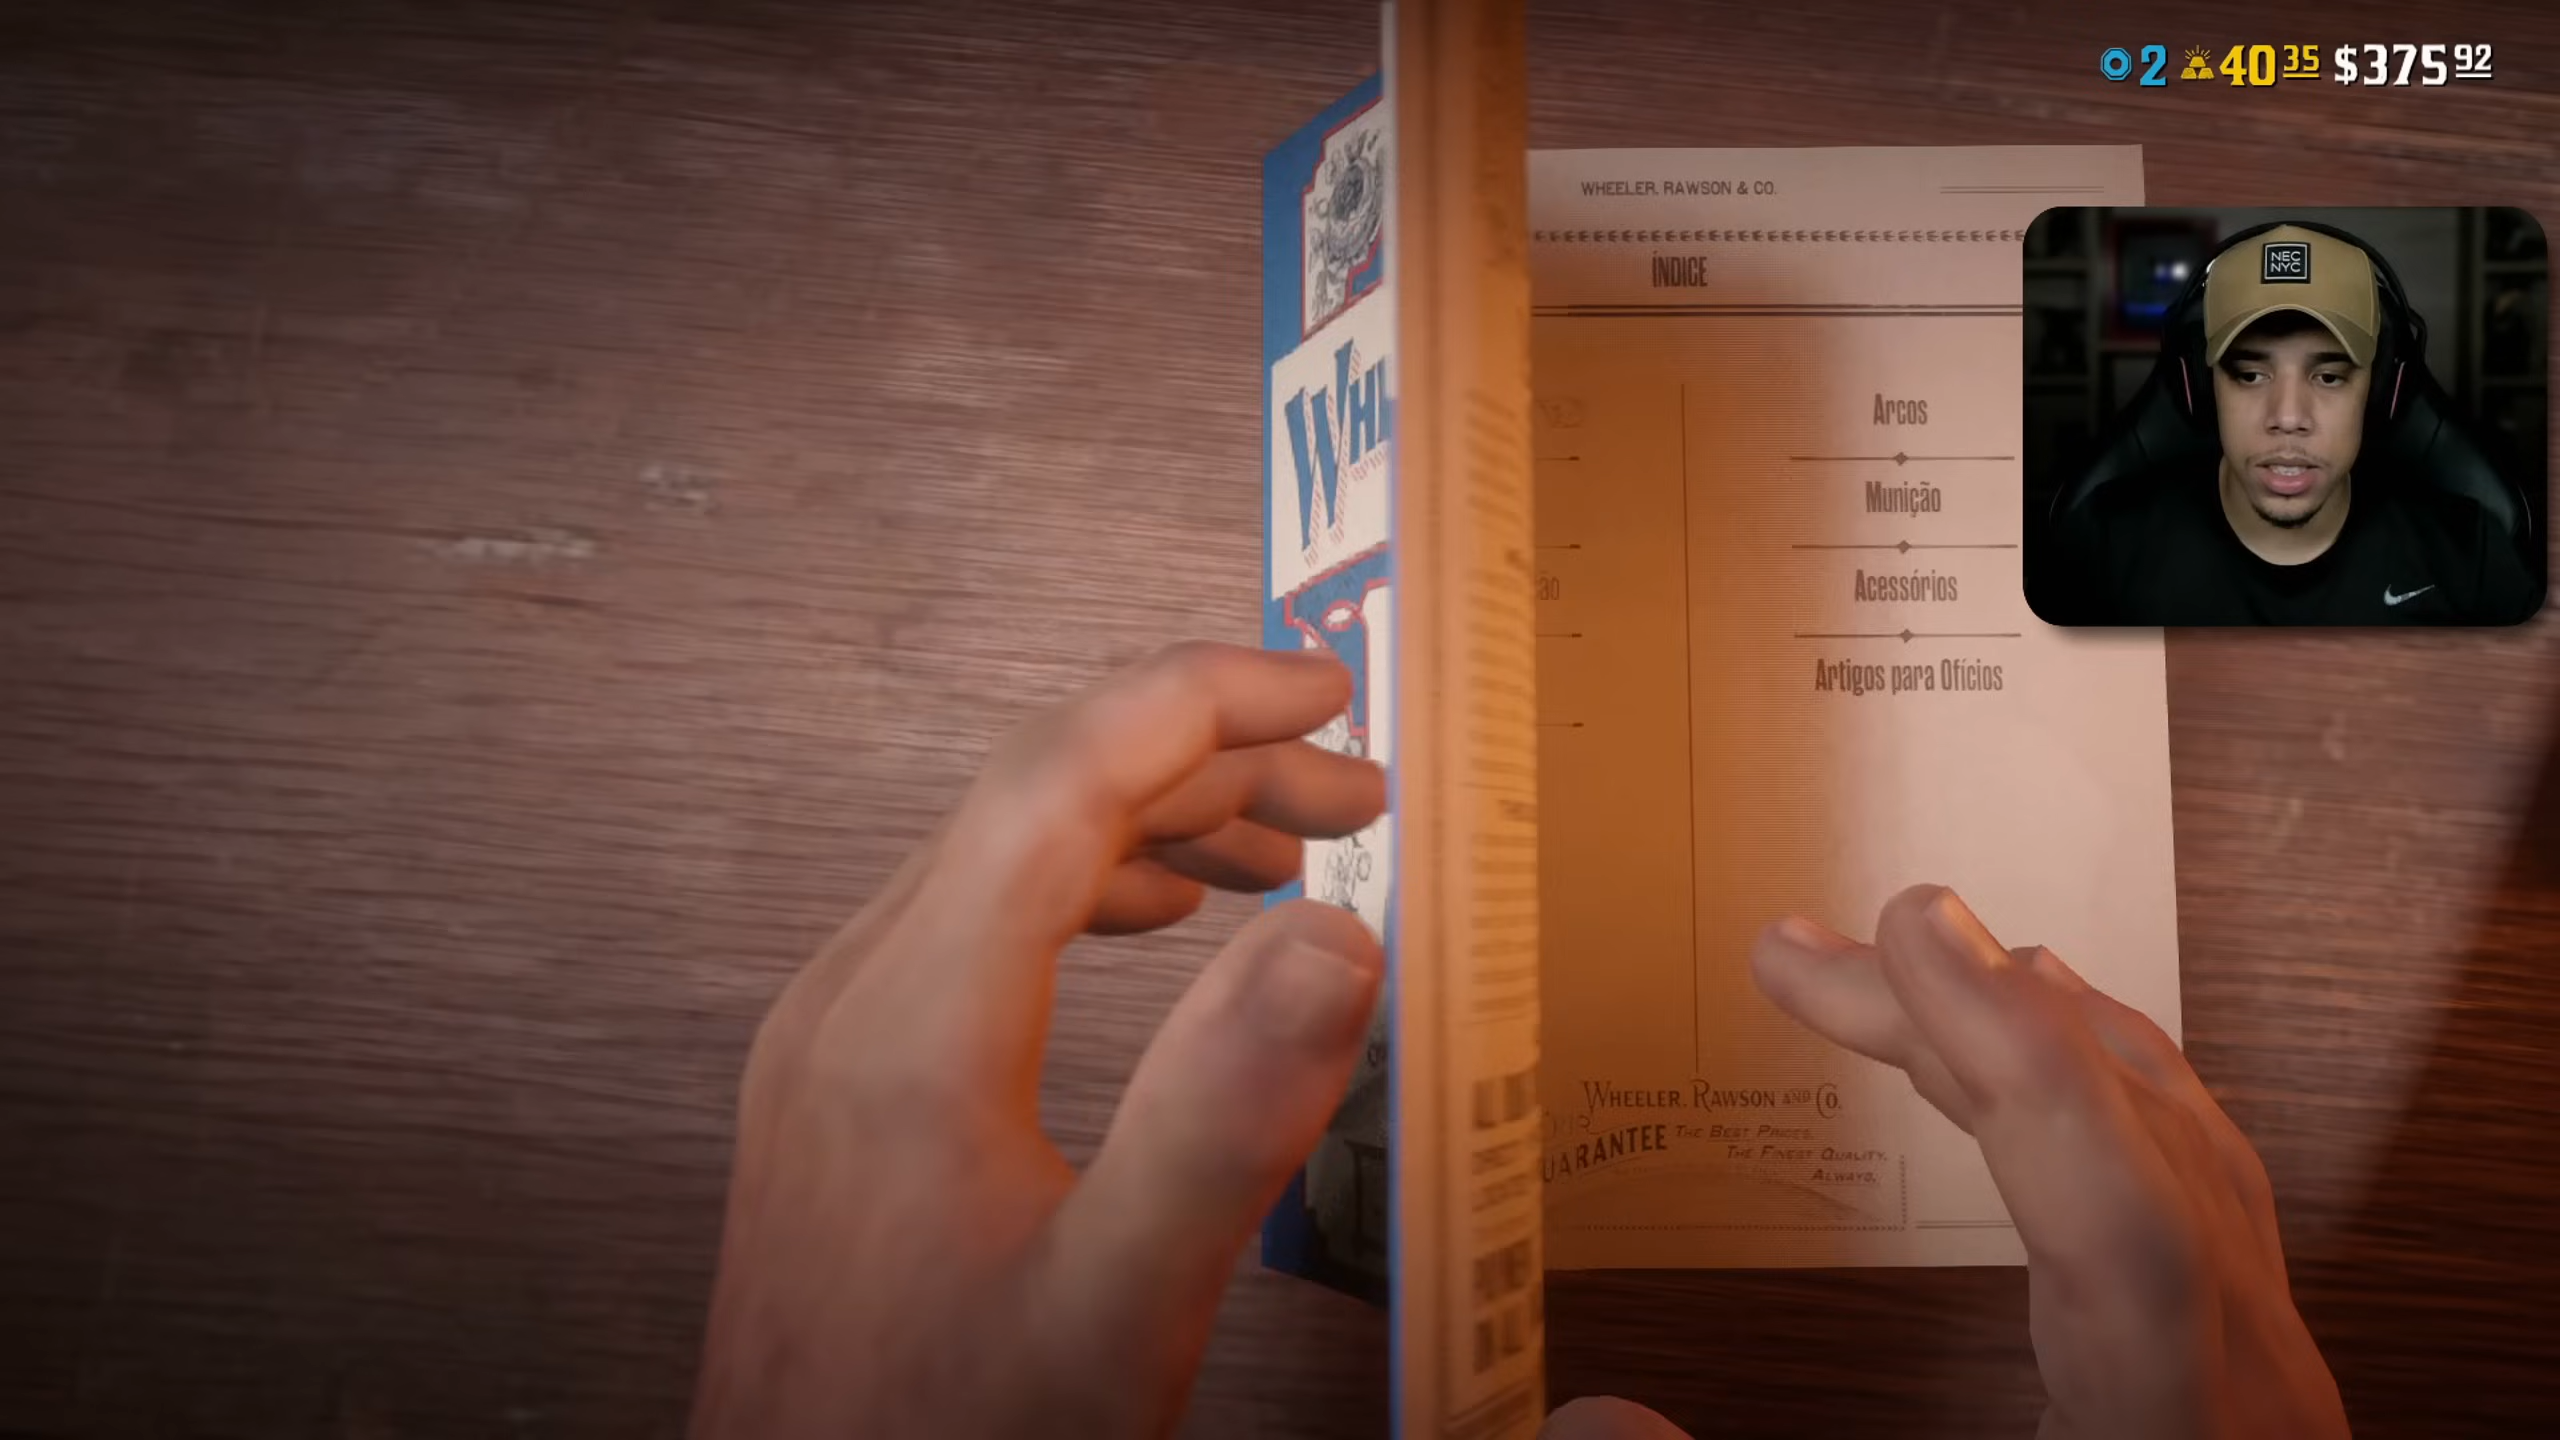 2 40 35 $375 92
WHEELER, RAWSON & CO.
ÍNDICE
NEC
NYC
WH
Arcos
Munição
Acessórios
Artigos para Ofícios
WHEELER, RAWSON AND CO.
THE BEST PRICES,
THE FINEST QUALITY,
ALWAYS.